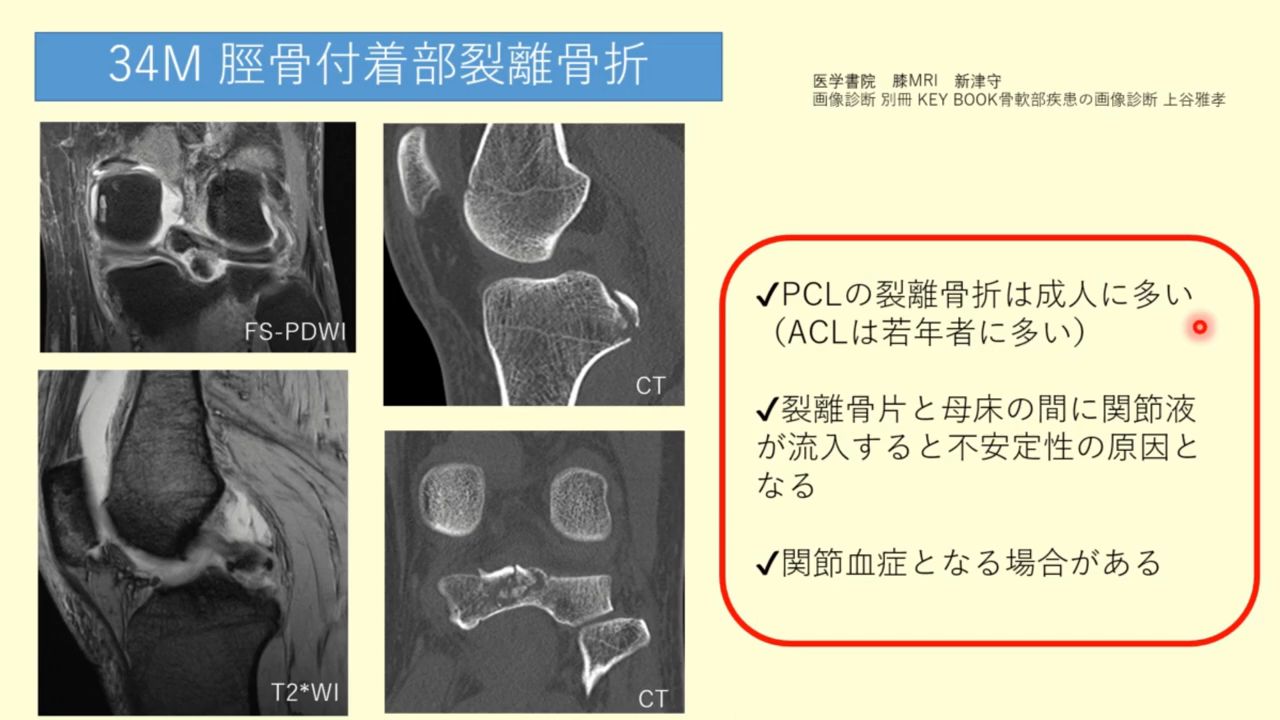 34M 脛骨付着部裂離骨折
医学書院　膝MRI　新津守
画像診断 別冊 KEY BOOK骨軟部疾患の画像診断 上谷雅孝
FS-PDWI
CT
T2*WI
CT
✓PCLの裂離骨折は成人に多い
（ACLは若年者に多い）
✓裂離骨片と母床の間に関節液
が流入すると不安定性の原因と
なる
✓関節血症となる場合がある